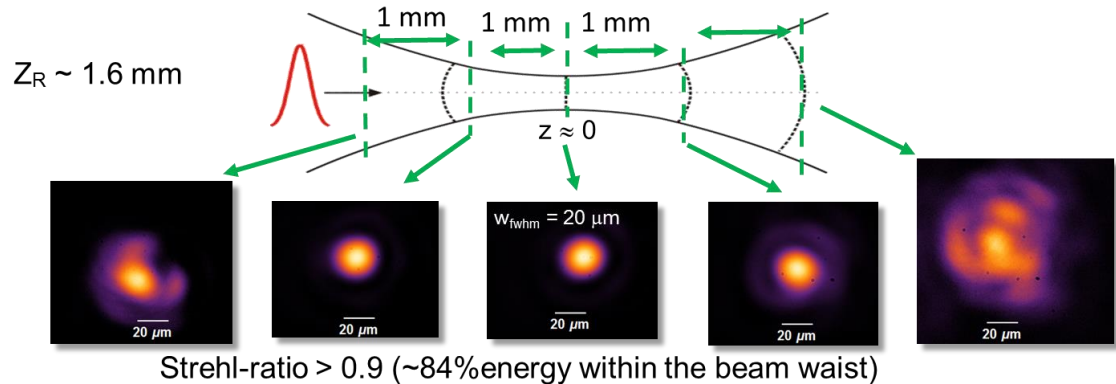 1 mm
1 mm
1 mm
Z_R ~ 1.6 mm
z ≈ 0
w_fwhm = 20 µm
20 µm
20 µm
20 µm
20 µm
20 µm
Strehl-ratio > 0.9 (~84%energy within the beam waist)